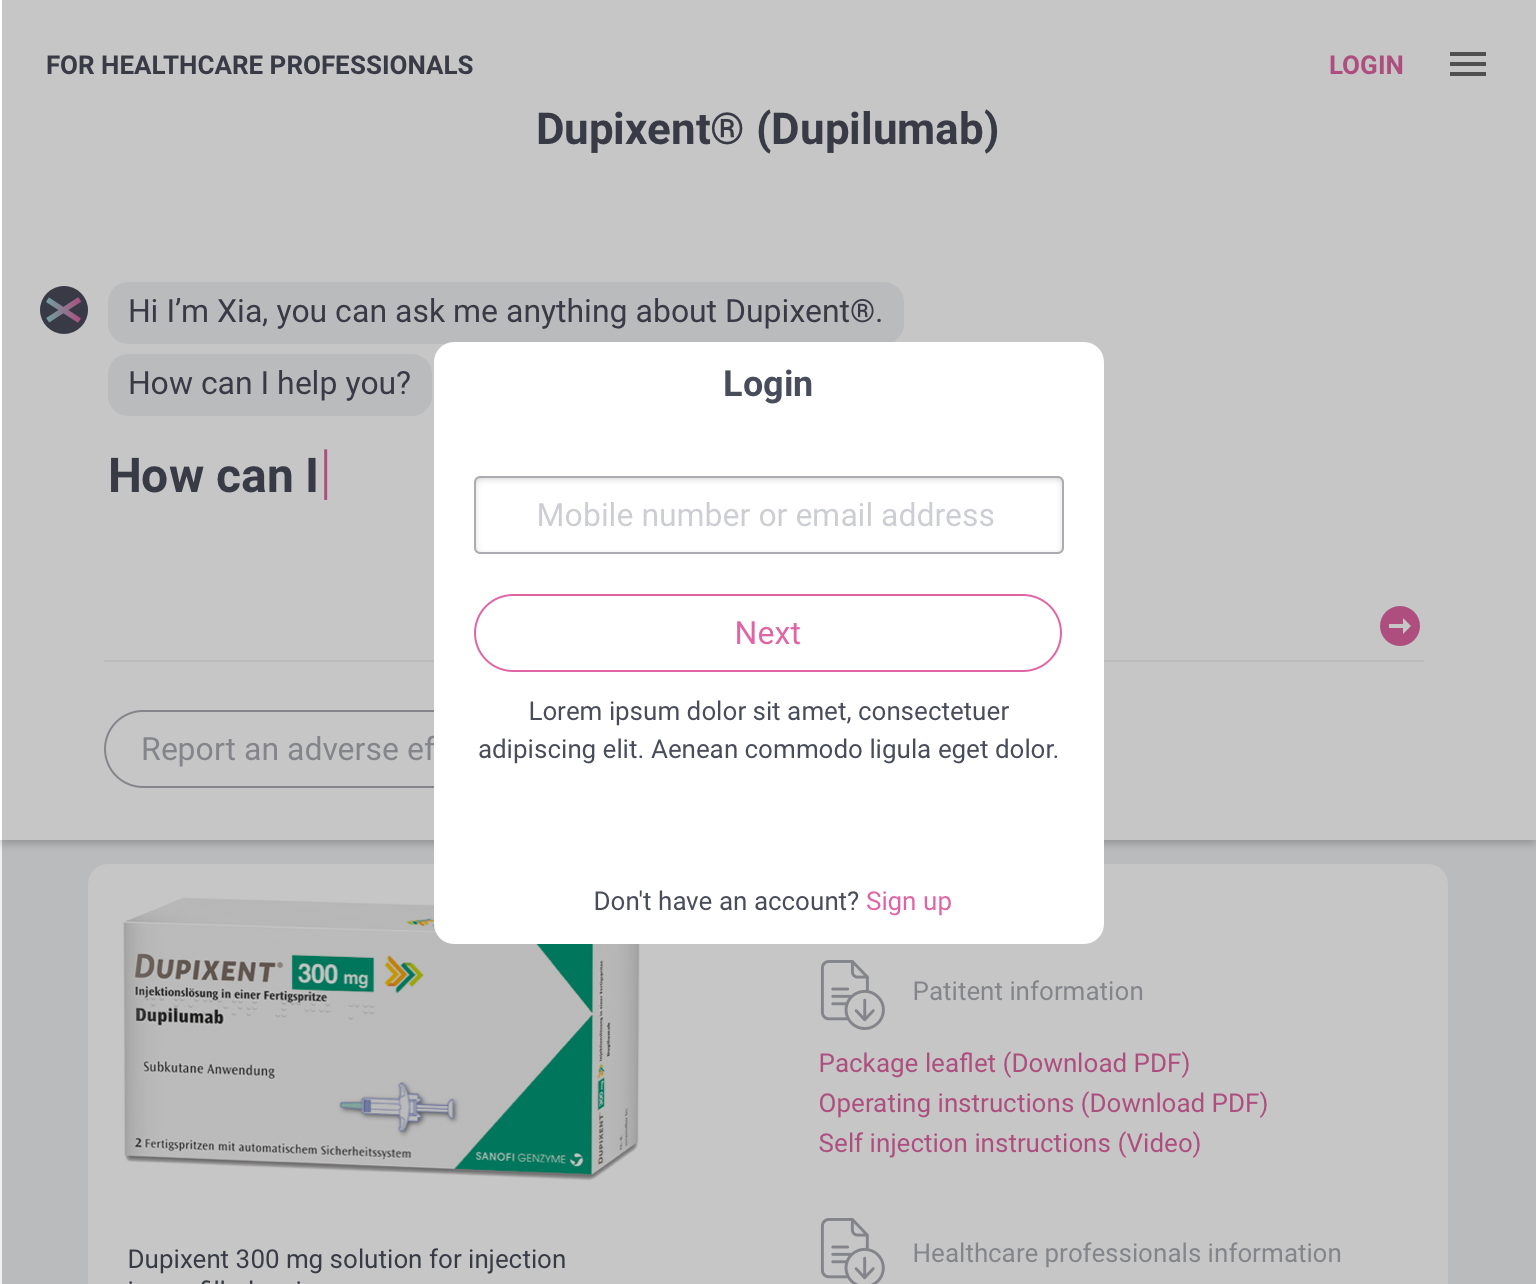 FOR HEALTHCARE PROFESSIONALS
LOGIN
Dupixent® (Dupilumab)
Hi I’m Xia, you can ask me anything about Dupixent®.
How can I help you?
How can I
Login
Mobile number or email address
Next
Lorem ipsum dolor sit amet, consectetuer
adipiscing elit. Aenean commodo ligula eget dolor.
Don't have an account? Sign up
Report an adverse ef
DUPIXENT® 300 mg
Injektionslösung in einer Fertigspritze
Dupilumab
Subkutane Anwendung
2 Fertigspritzen mit automatischem Sicherheitssystem
SANOFI GENZYME
DUPIXENT 300 mg
Patitent information
Package leaflet (Download PDF)
Operating instructions (Download PDF)
Self injection instructions (Video)
Healthcare professionals information
Dupixent 300 mg solution for injection